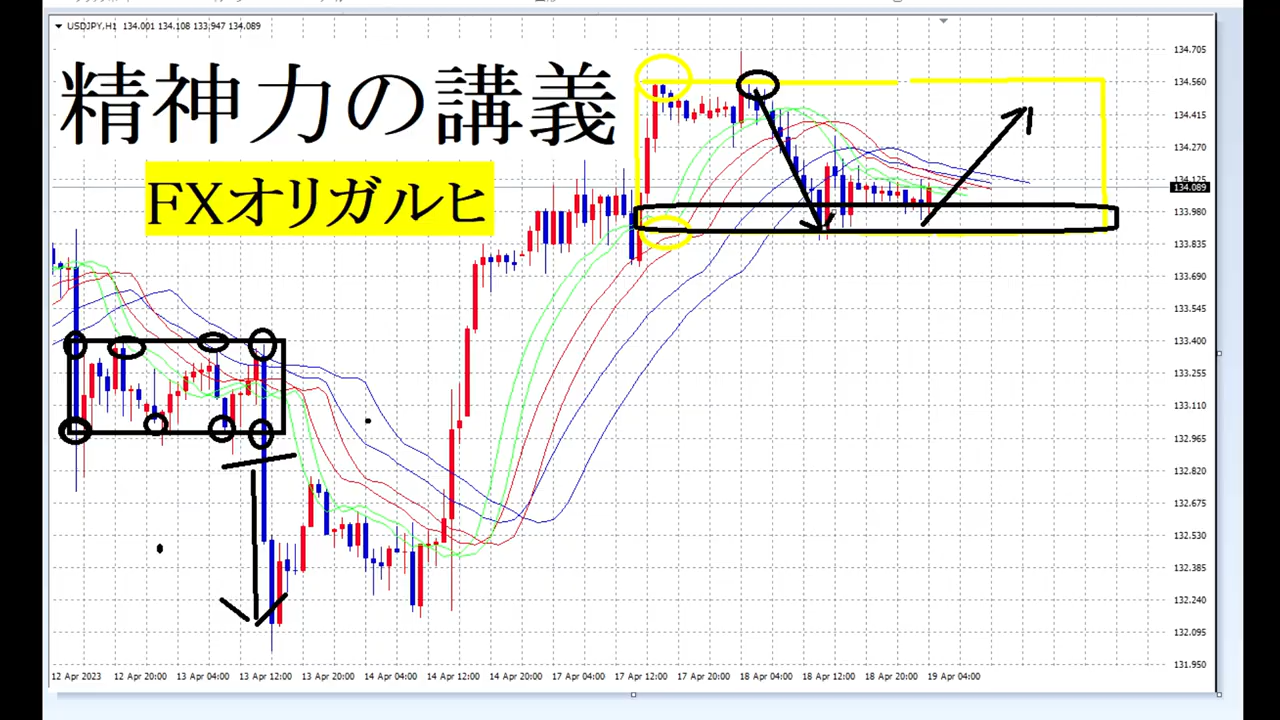 USDJPY,H1 134.001 134.108 133.947 134.089
精神力の講義
FXオリガルヒ
134.705
134.560
134.415
134.270
134.125
134.089
133.980
133.835
133.690
133.545
133.400
133.255
133.110
132.965
132.820
132.675
132.530
132.385
132.240
132.095
131.950
12 Apr 2023
12 Apr 20:00
13 Apr 04:00
13 Apr 12:00
13 Apr 20:00
14 Apr 04:00
14 Apr 12:00
14 Apr 20:00
17 Apr 04:00
17 Apr 12:00
17 Apr 20:00
18 Apr 04:00
18 Apr 12:00
18 Apr 20:00
19 Apr 04:00